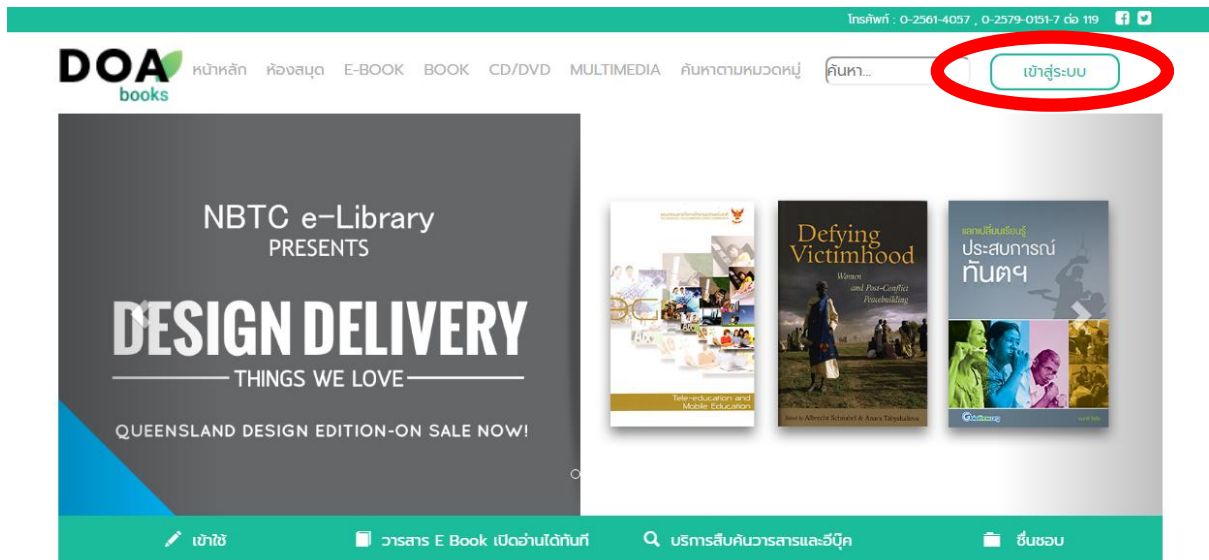 โทรศัพท์ : 0-2561-4057 , 0-2579-0151-7 ต่อ 119
DOA books
หน้าหลัก ห้องสมุด E-BOOK BOOK CD/DVD MULTIMEDIA ค้นหาตามหมวดหมู่ ค้นหา... เข้าสู่ระบบ
NBTC e-Library
PRESENTS
DESIGN DELIVERY
THINGS WE LOVE
QUEENSLAND DESIGN EDITION-ON SALE NOW!
Tele-education and
Mobile Education
Defying
Victimhood
Women
and Post-Conflict
Peacebuilding
Edited by Albrecht Schnabel & Anara Tabyshalieva
แลกเปลี่ยนเรียนรู้
ประสบการณ์
ทันตฯ
เข้าใช้ วารสาร E Book เปิดอ่านได้ทันที บริการสืบค้นวารสารและอีบุ๊ค ชื่นชอบ